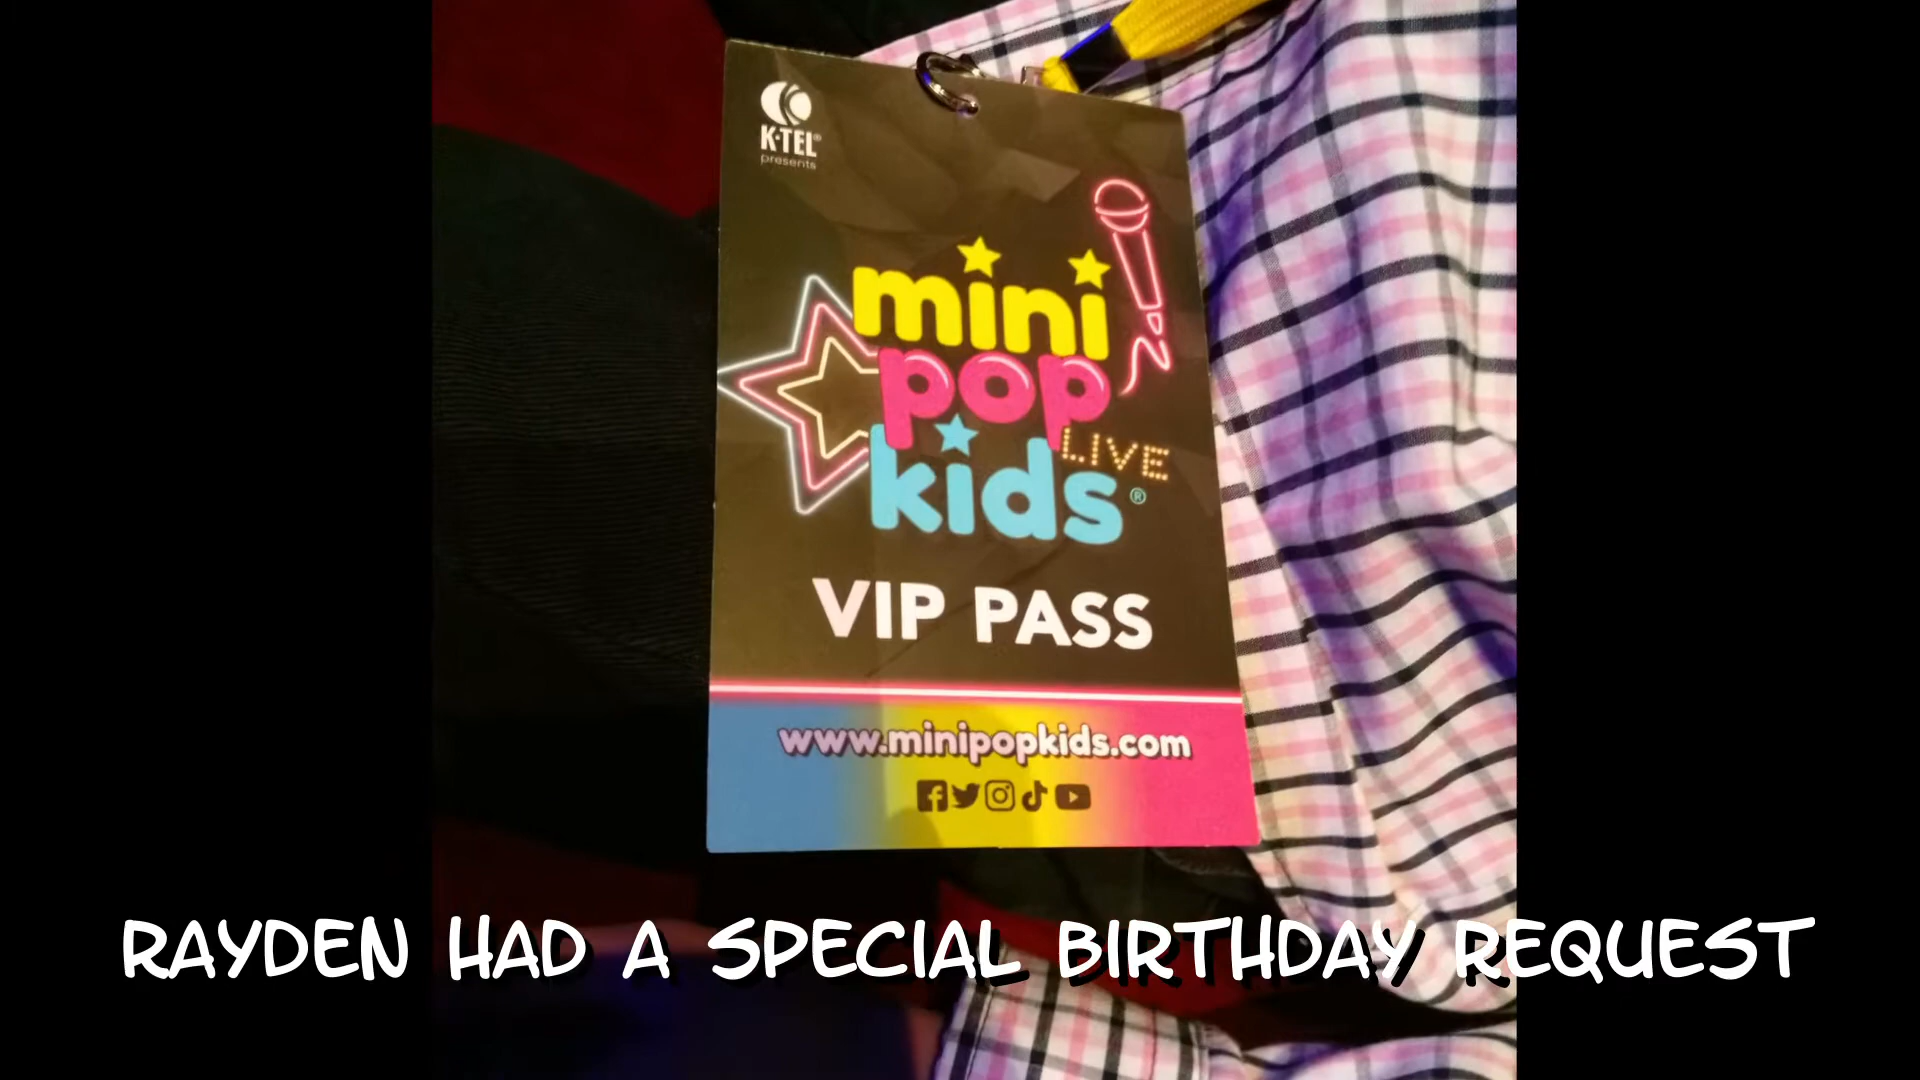 K·TEL®
presents
mini
pop
LIVE
kids®
VIP PASS
www.minipopkids.com
RAYDEN HAD A SPECIAL BIRTHDAY REQUEST